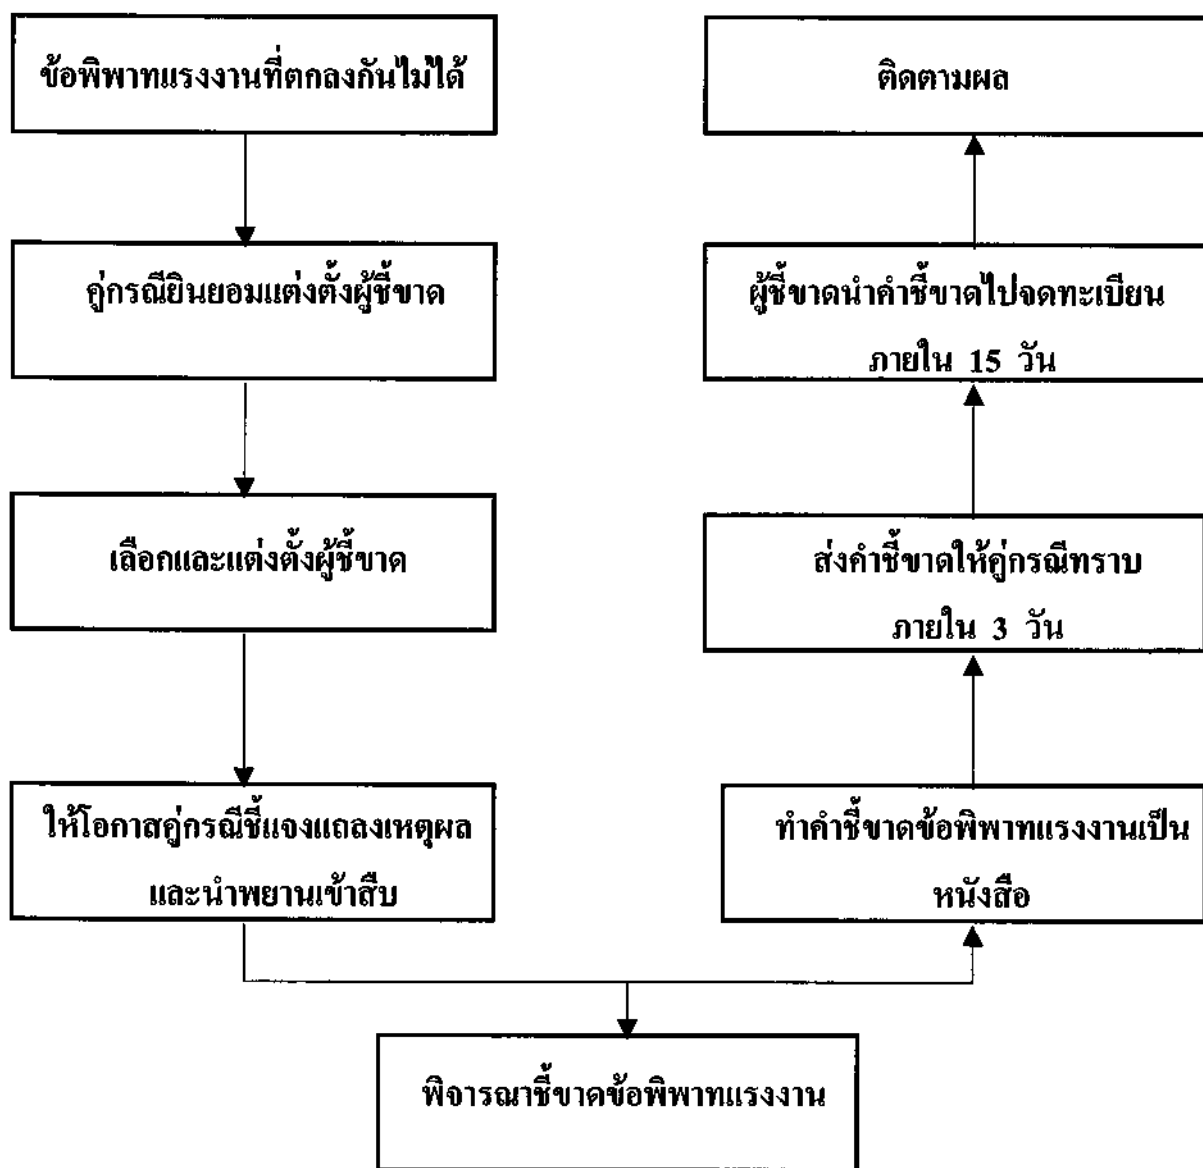 ข้อพิพาทแรงงานที่ตกลงกันไม่ได้
คู่กรณียินยอมแต่งตั้งผู้ชี้ขาด
เลือกและแต่งตั้งผู้ชี้ขาด
ให้โอกาสคู่กรณีชี้แจงแถลงเหตุผล
และนำพยานเข้าสืบ
พิจารณาชี้ขาดข้อพิพาทแรงงาน
ทำคำชี้ขาดข้อพิพาทแรงงานเป็น
หนังสือ
ส่งคำชี้ขาดให้คู่กรณีทราบ
ภายใน 3 วัน
ผู้ชี้ขาดนำคำชี้ขาดไปจดทะเบียน
ภายใน 15 วัน
ติดตามผล